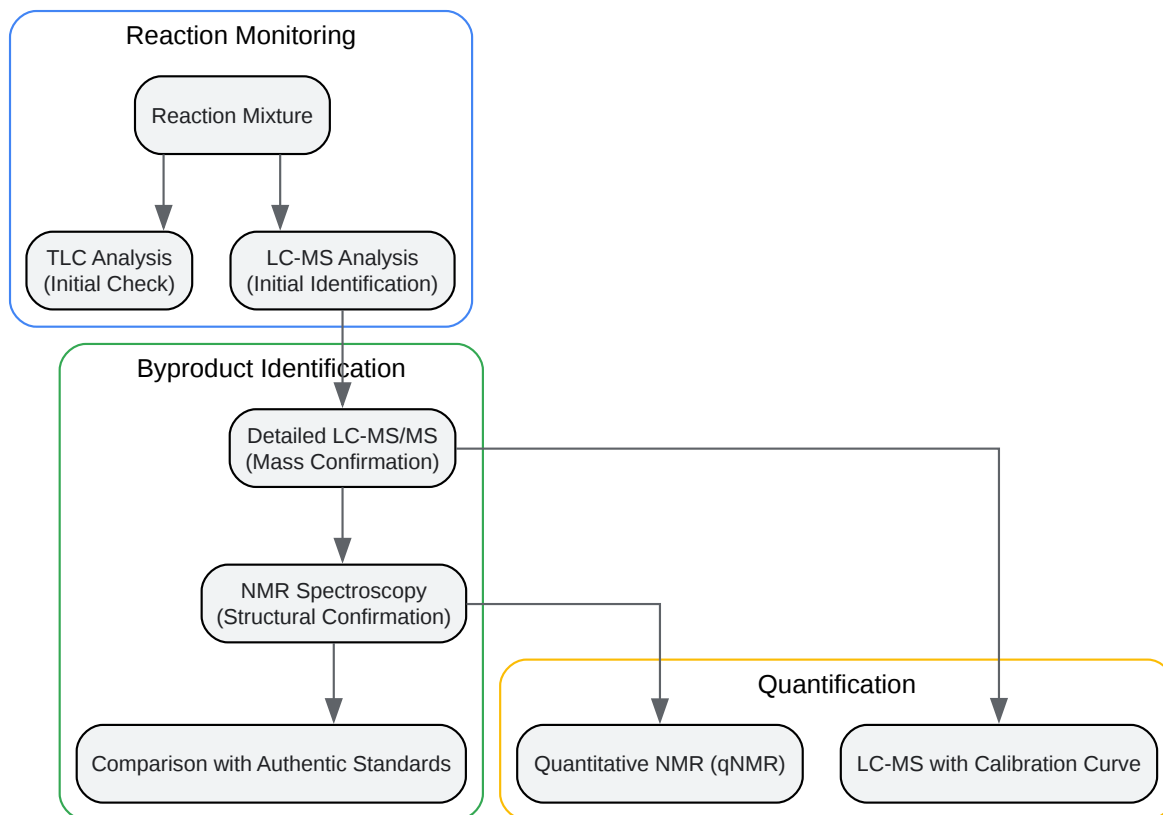 Reaction Monitoring
Reaction Mixture
TLC Analysis
(Initial Check)
LC-MS Analysis
(Initial Identification)
Byproduct Identification
Detailed LC-MS/MS
(Mass Confirmation)
NMR Spectroscopy
(Structural Confirmation)
Comparison with Authentic Standards
Quantification
Quantitative NMR (qNMR)
LC-MS with Calibration Curve